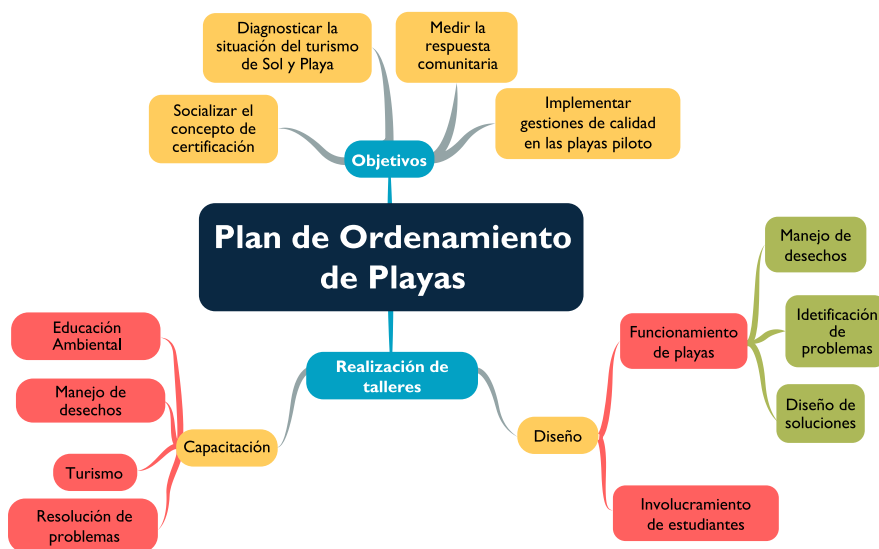 Diagnosticar la
situación del turismo
de Sol y Playa
Medir la
respuesta
comunitaria
Socializar el
concepto de
certificación
Implementar
gestiones de calidad
en las playas piloto
Objetivos
Plan de Ordenamiento
de Playas
Realización de
talleres
Capacitación
Educación
Ambiental
Manejo de
desechos
Turismo
Resolución de
problemas
Diseño
Funcionamiento
de playas
Manejo de
desechos
Idetificación
de
problemas
Diseño de
soluciones
Involucramiento
de estudiantes